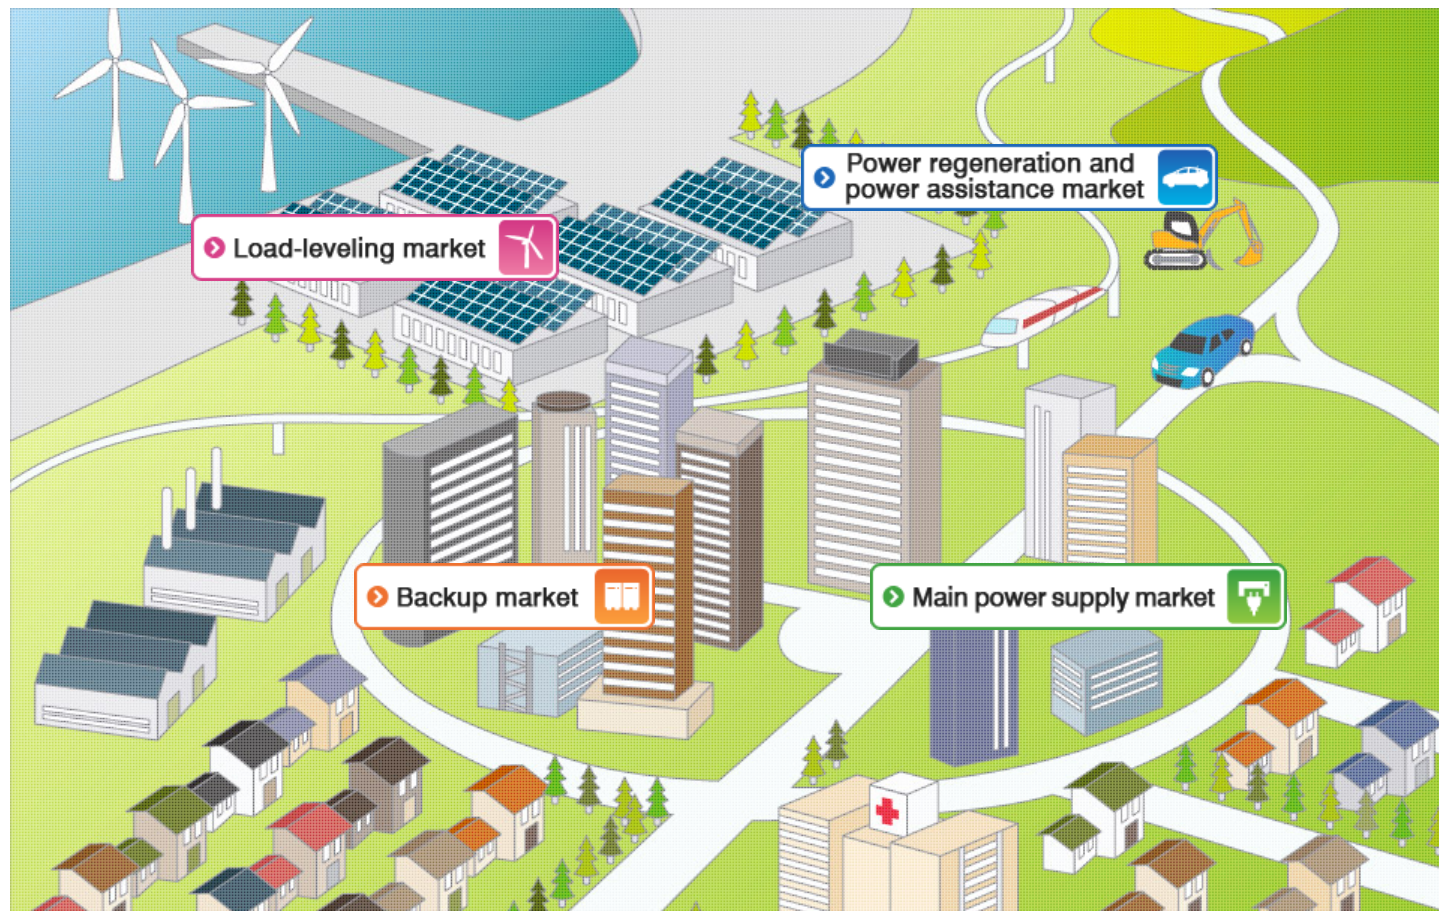 Power regeneration and
power assistance market
Load-leveling market
Backup market
Main power supply market